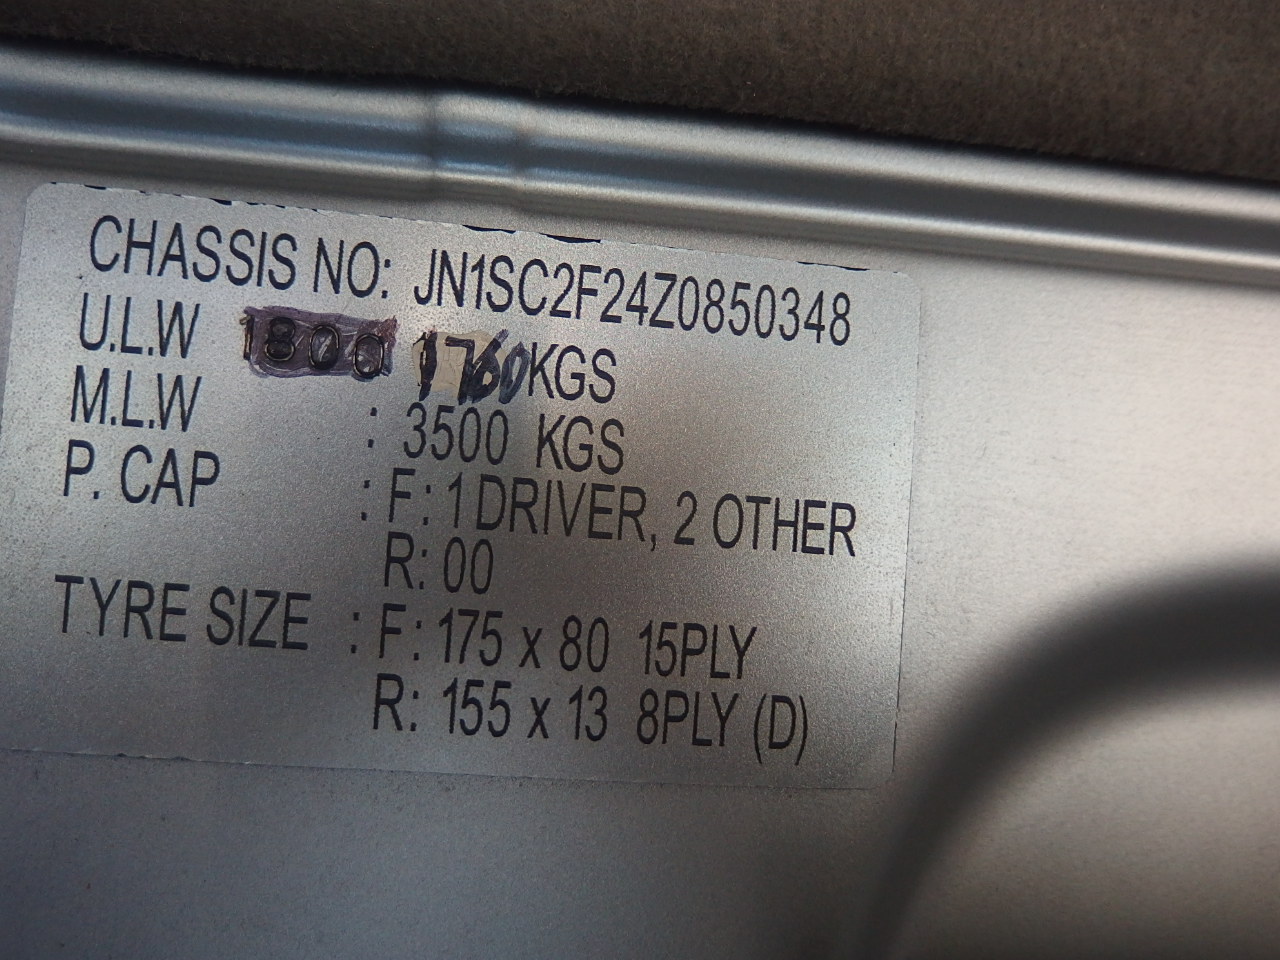 CHASSIS NO: JN1SC2F24Z0850348
U.L.W 1800 1760KGS
M.L.W : 3500 KGS
P. CAP : F: 1 DRIVER, 2 OTHER
R: 00
TYRE SIZE : F: 175 x 80 15PLY
R: 155 x 13 8PLY (D)